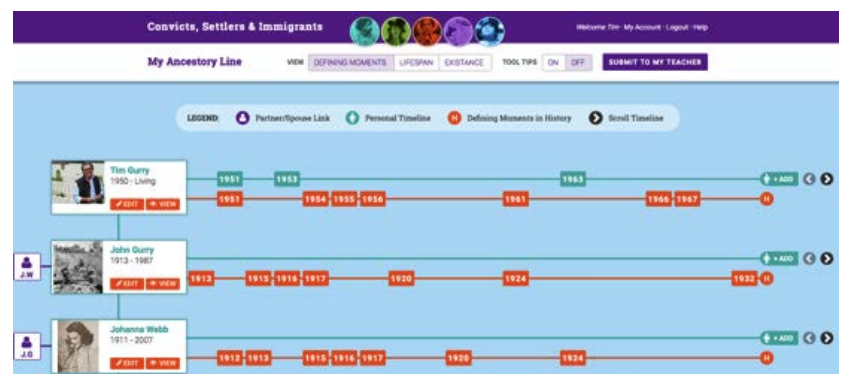 Convicts, Settlers & Immigrants
Welcome Tim · My Account · Logout · Help
My Ancestory Line VIEW DEFINING MOMENTS LIFESPAN EXISTANCE TOOL TIPS ON OFF SUBMIT TO MY TEACHER
LEGEND: Partner/Spouse Link Personal Timeline H Defining Moments in History Scroll Timeline
Tim Gurry
1950 - Living
EDIT VIEW
1951 1953 1963 + ADD
1951 1954 1955 1956 1961 1966 1967 H
J.W
John Gurry
1913 - 1987
EDIT VIEW
+ ADD
1913 1915 1916 1917 1920 1924 1932 H
J.G
Johanna Webb
1911 - 2007
EDIT VIEW
+ ADD
1912 1913 1915 1916 1917 1920 1924 H